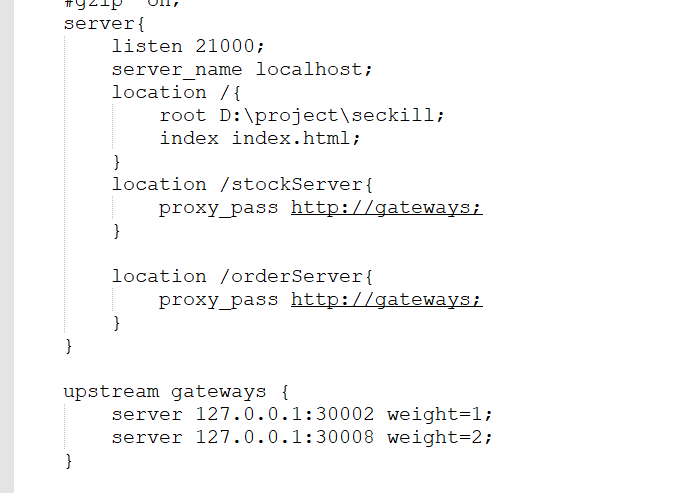 #gzip on;
server{
listen 21000;
server_name localhost;
location /{
root D:\project\seckill;
index index.html;
}
location /stockServer{
proxy_pass http://gateways;
}
location /orderServer{
proxy_pass http://gateways;
}
}
upstream gateways {
server 127.0.0.1:30002 weight=1;
server 127.0.0.1:30008 weight=2;
}